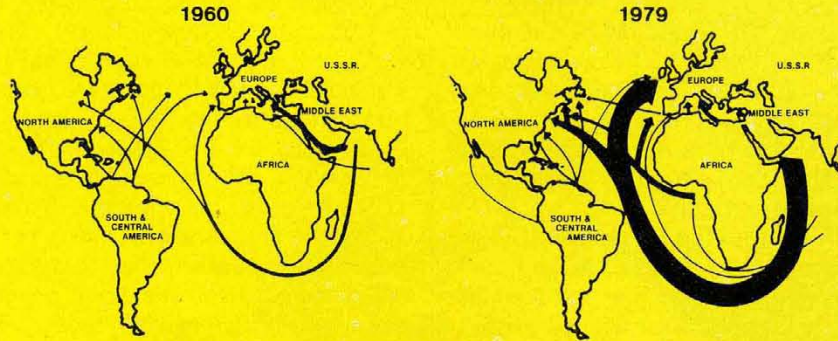 1960
U.S.S.R.
EUROPE
MIDDLE EAST
NORTH AMERICA
AFRICA
SOUTH &
CENTRAL
AMERICA
1979
U.S.S.R
EUROPE
MIDDLE EAST
NORTH AMERICA
AFRICA
SOUTH &
CENTRAL
AMERICA